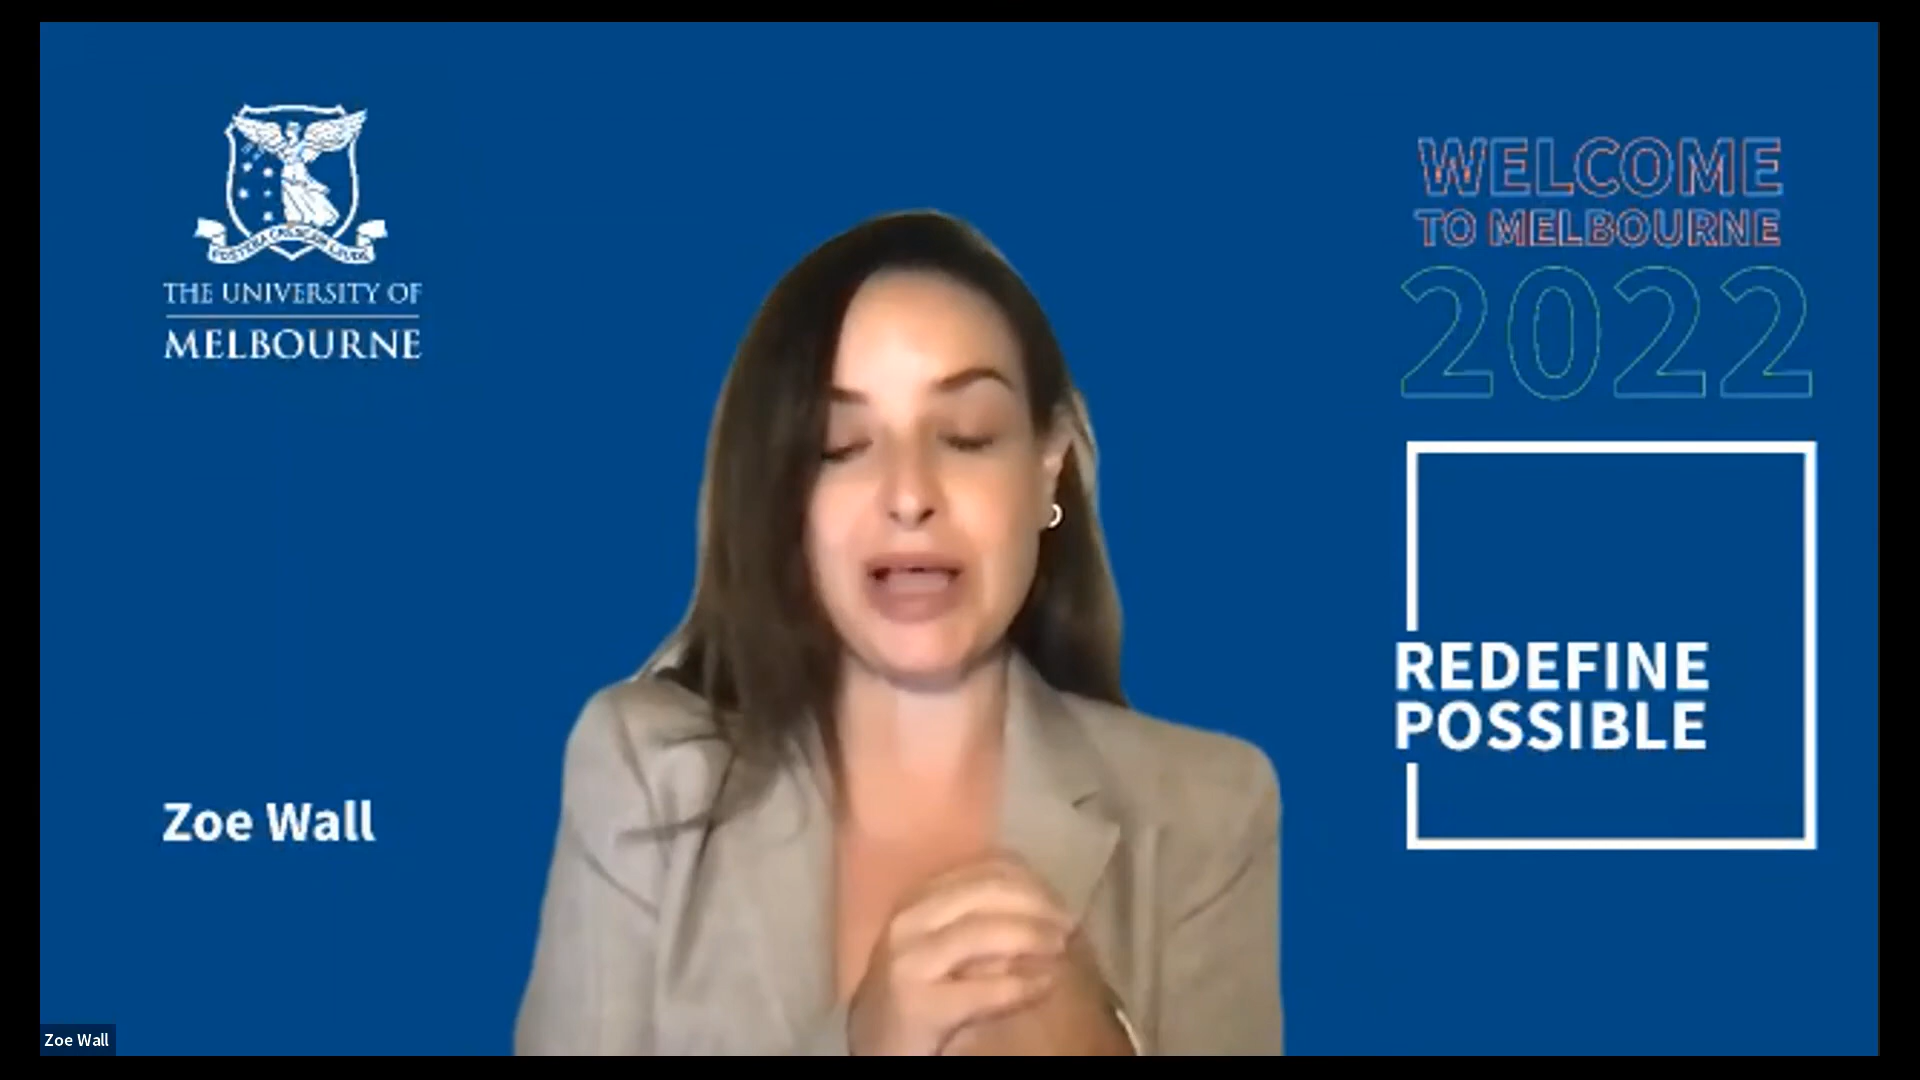 THE UNIVERSITY OF
MELBOURNE
WELCOME
TO MELBOURNE
2022
REDEFINE
POSSIBLE
Zoe Wall
Zoe Wall